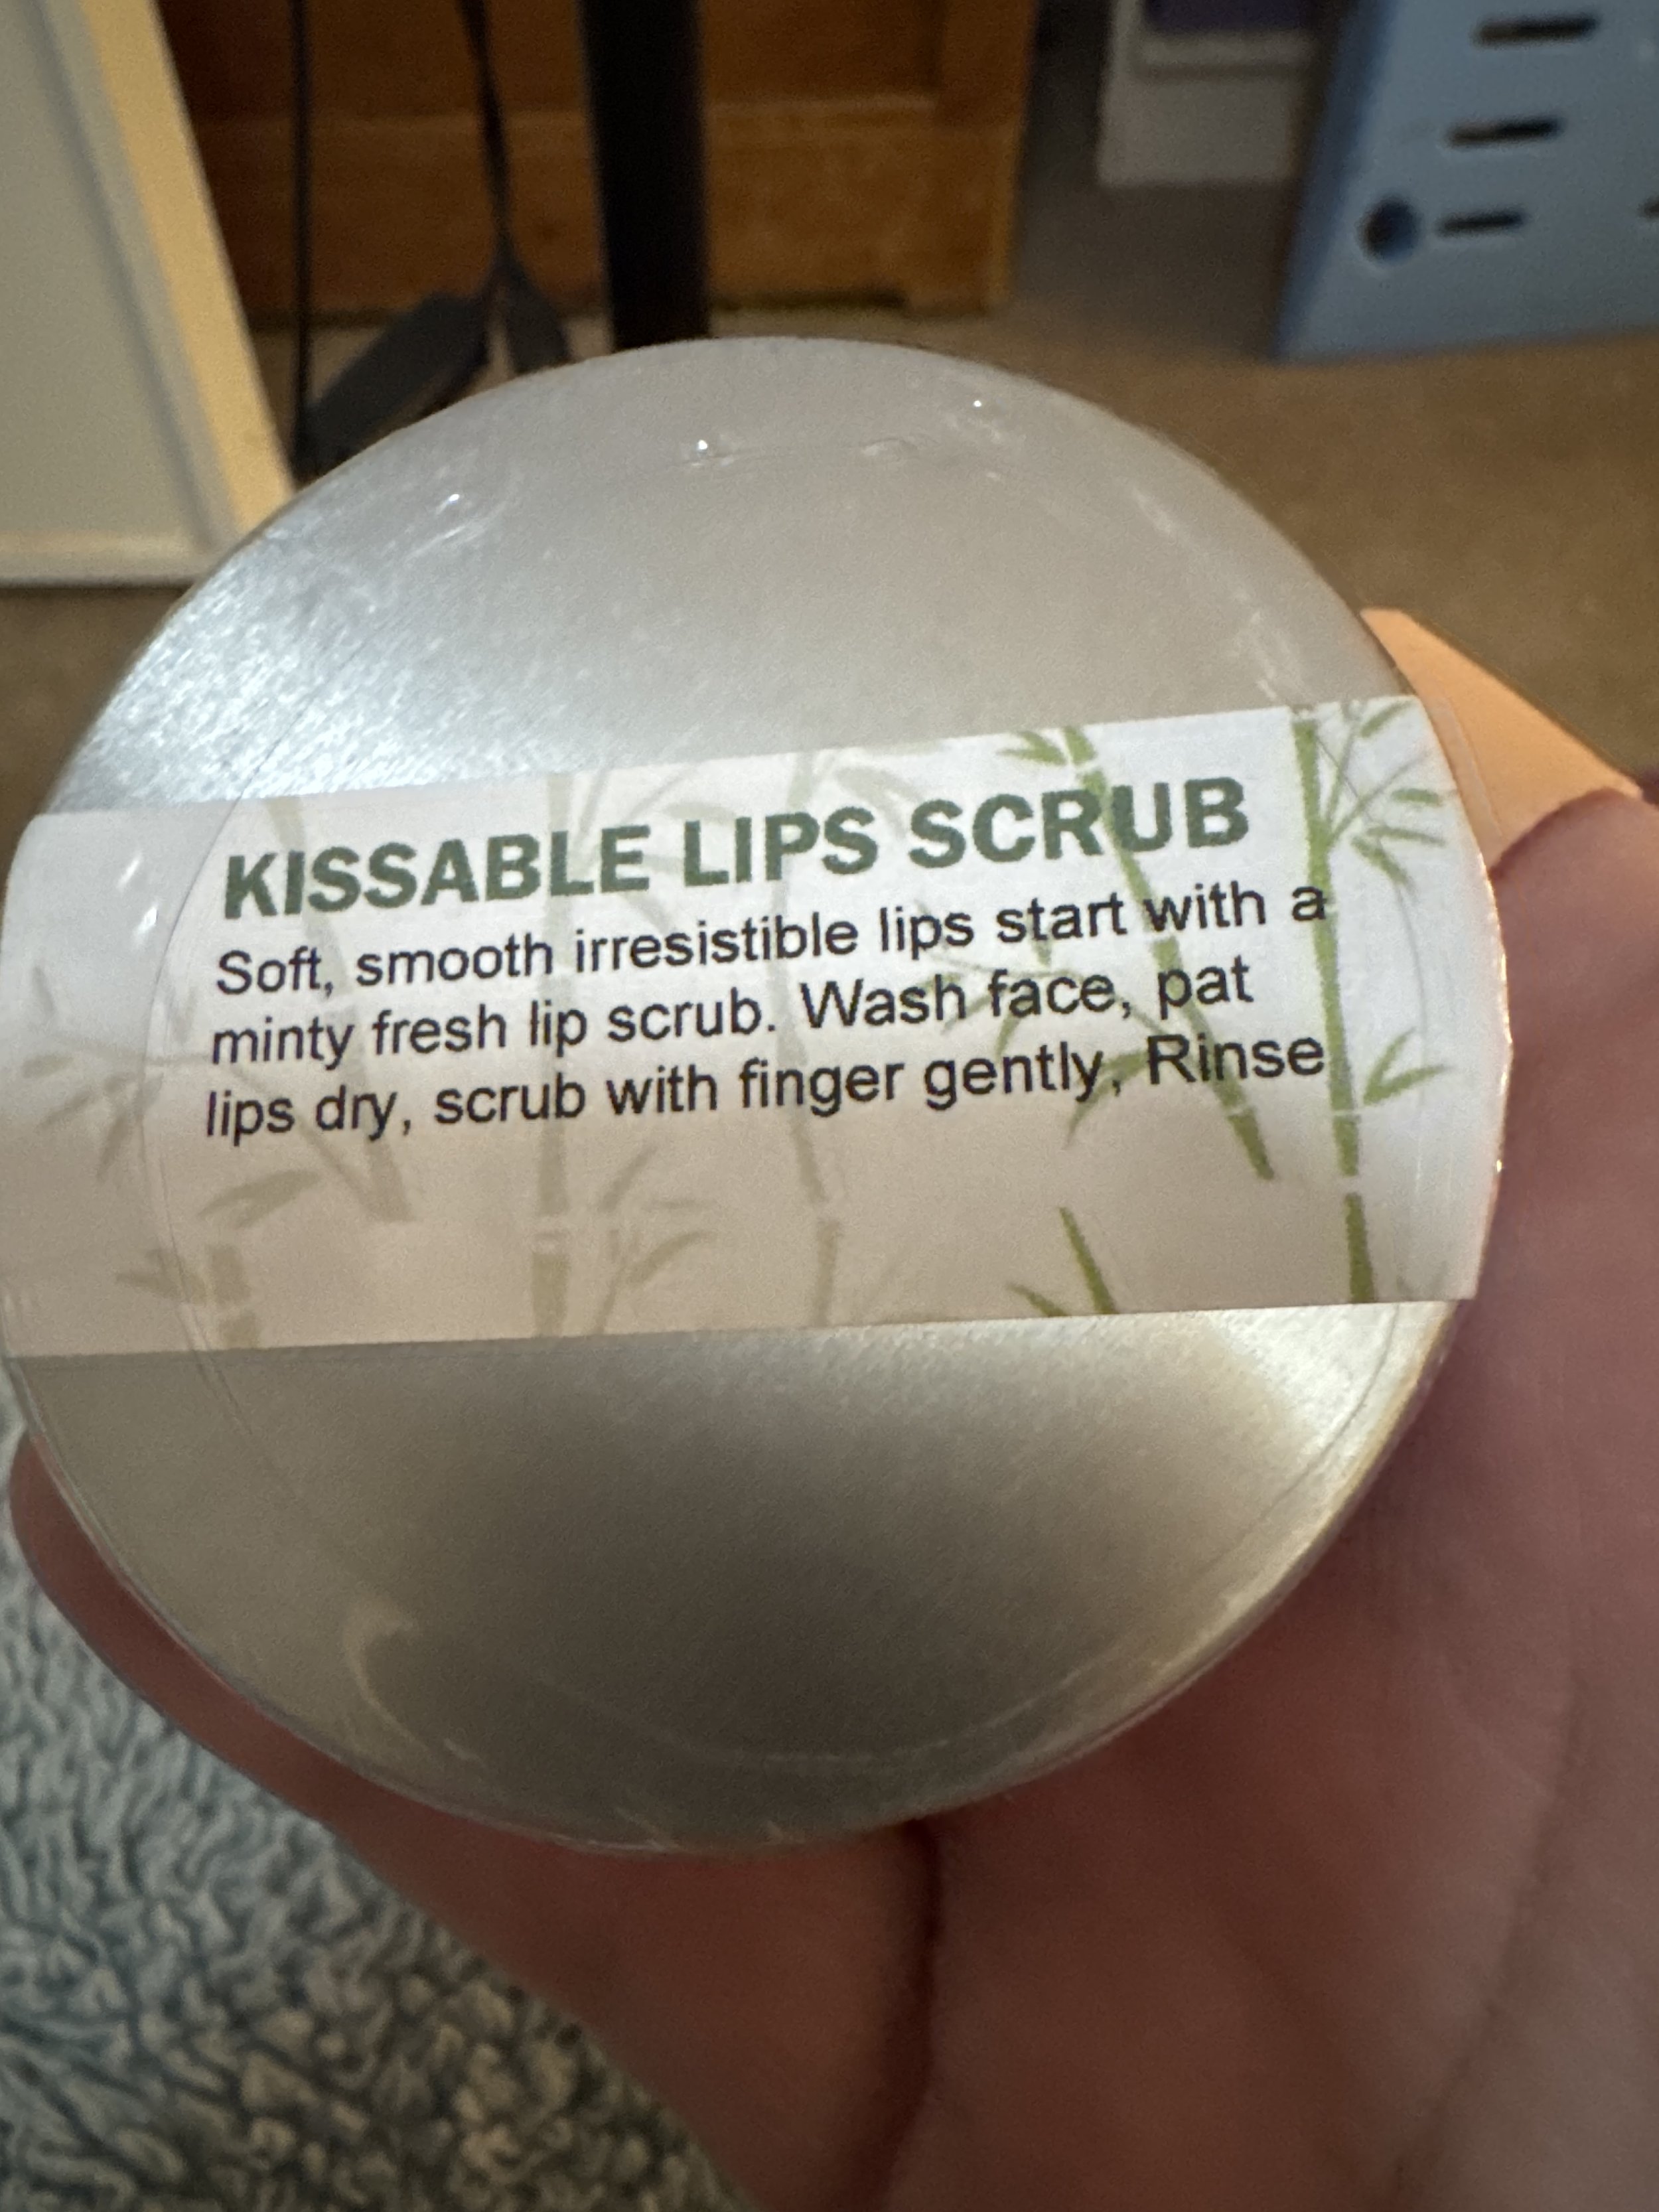 KISSABLE LIPS SCRUB
Soft, smooth irresistible lips start with a
minty fresh lip scrub. Wash face, pat
lips dry, scrub with finger gently, Rinse